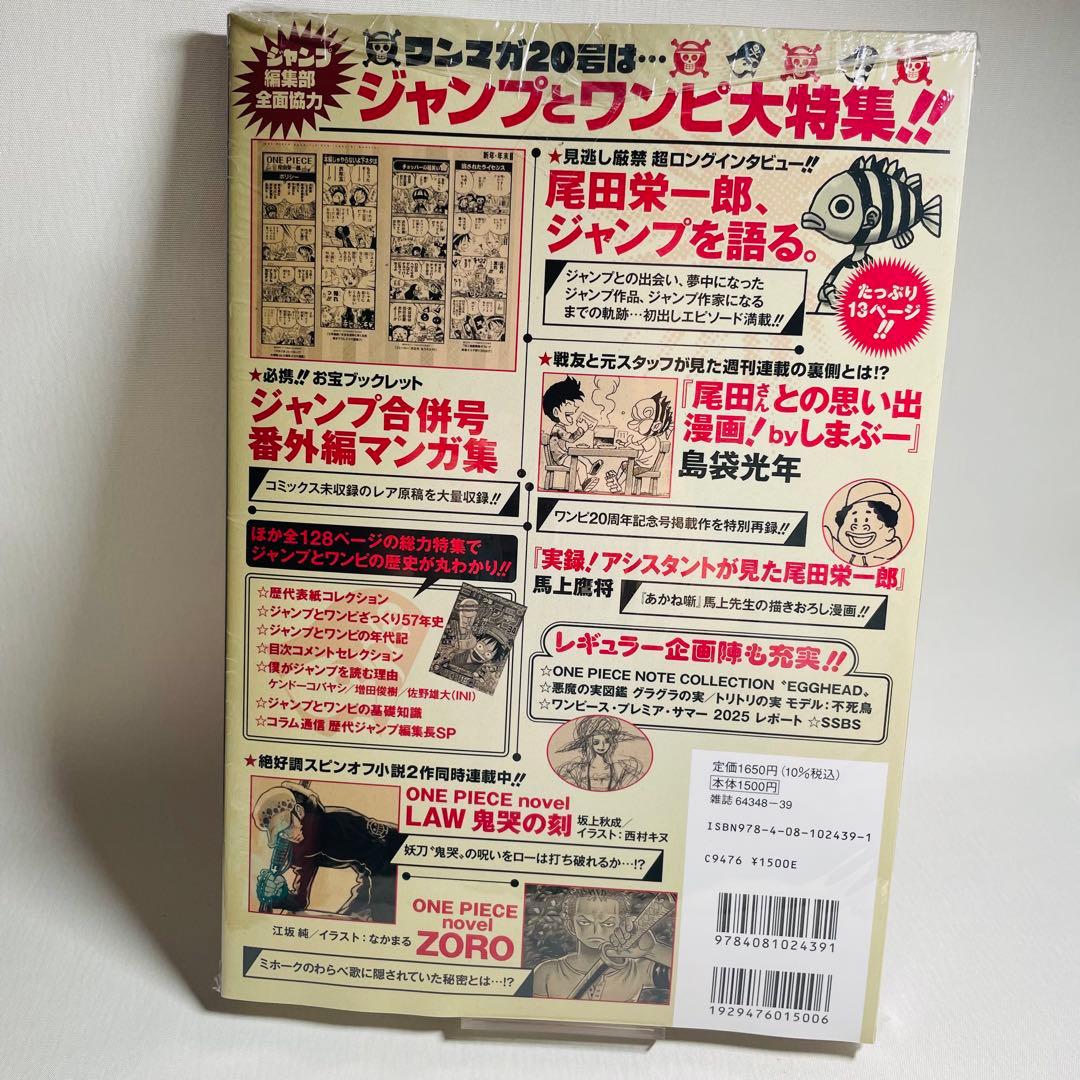 ジャンプ
編集部
全面協力
ワンマガ20号は…
ジャンプとワンピ大特集!!
新年・年末
ONE PIECE
尾田栄一郎
ポリシー
★必携!! お宝ブックレット
ジャンプ合併号
番外編マンガ集
コミックス未収録のレア原稿を大量収録!!
ほか全128ページの総力特集で
ジャンプとワンピの歴史が丸わかり!!
☆歴代表紙コレクション
☆ジャンプとワンピざっくり57年史
☆ジャンプとワンピの年代記
☆目次コメントセレクション
☆僕がジャンプを読む理由
ケンドーコバヤシ/増田俊樹/佐野雄大(INI)
☆ジャンプとワンピの基礎知識
☆コラム通信 歴代ジャンプ編集長SP
★見逃し厳禁 超ロングインタビュー!!
尾田栄一郎、
ジャンプを語る。
ジャンプとの出会い、夢中になった
ジャンプ作品、ジャンプ作家になる
までの軌跡…初出しエピソード満載!!
たっぷり
13ページ
!!
★戦友と元スタッフが見た週刊連載の裏側とは!?
『尾田さんとの思い出
漫画!byしまぶー』
島袋光年
ワンピ20周年記念号掲載作を特別再録!!
『実録!アシスタントが見た尾田栄一郎』
馬上鷹将
『あかね噺』馬上先生の描きおろし漫画!!
レギュラー企画陣も充実!!
☆ONE PIECE NOTE COLLECTION〝EGGHEAD〟
☆悪魔の実図鑑 グラグラの実/トリトリの実 モデル:不死鳥
☆ワンピース・プレミア・サマー 2025 レポート ☆SSBS
★絶好調スピンオフ小説2作同時連載中!!
ONE PIECE novel
LAW 鬼哭の刻
坂上秋成/
イラスト:西村キヌ
妖刀〝鬼哭〟の呪いをローは打ち破れるか…!?
ONE PIECE
novel
ZORO
江坂 純/イラスト:なかまる
ミホークのわらべ歌に隠されていた秘密とは…!?
定価1650円(10%税込)
本体1500円
雑誌 64348-39
ISBN978-4-08-102439-1
C9476 ¥1500E
9784081024391
1929476015006